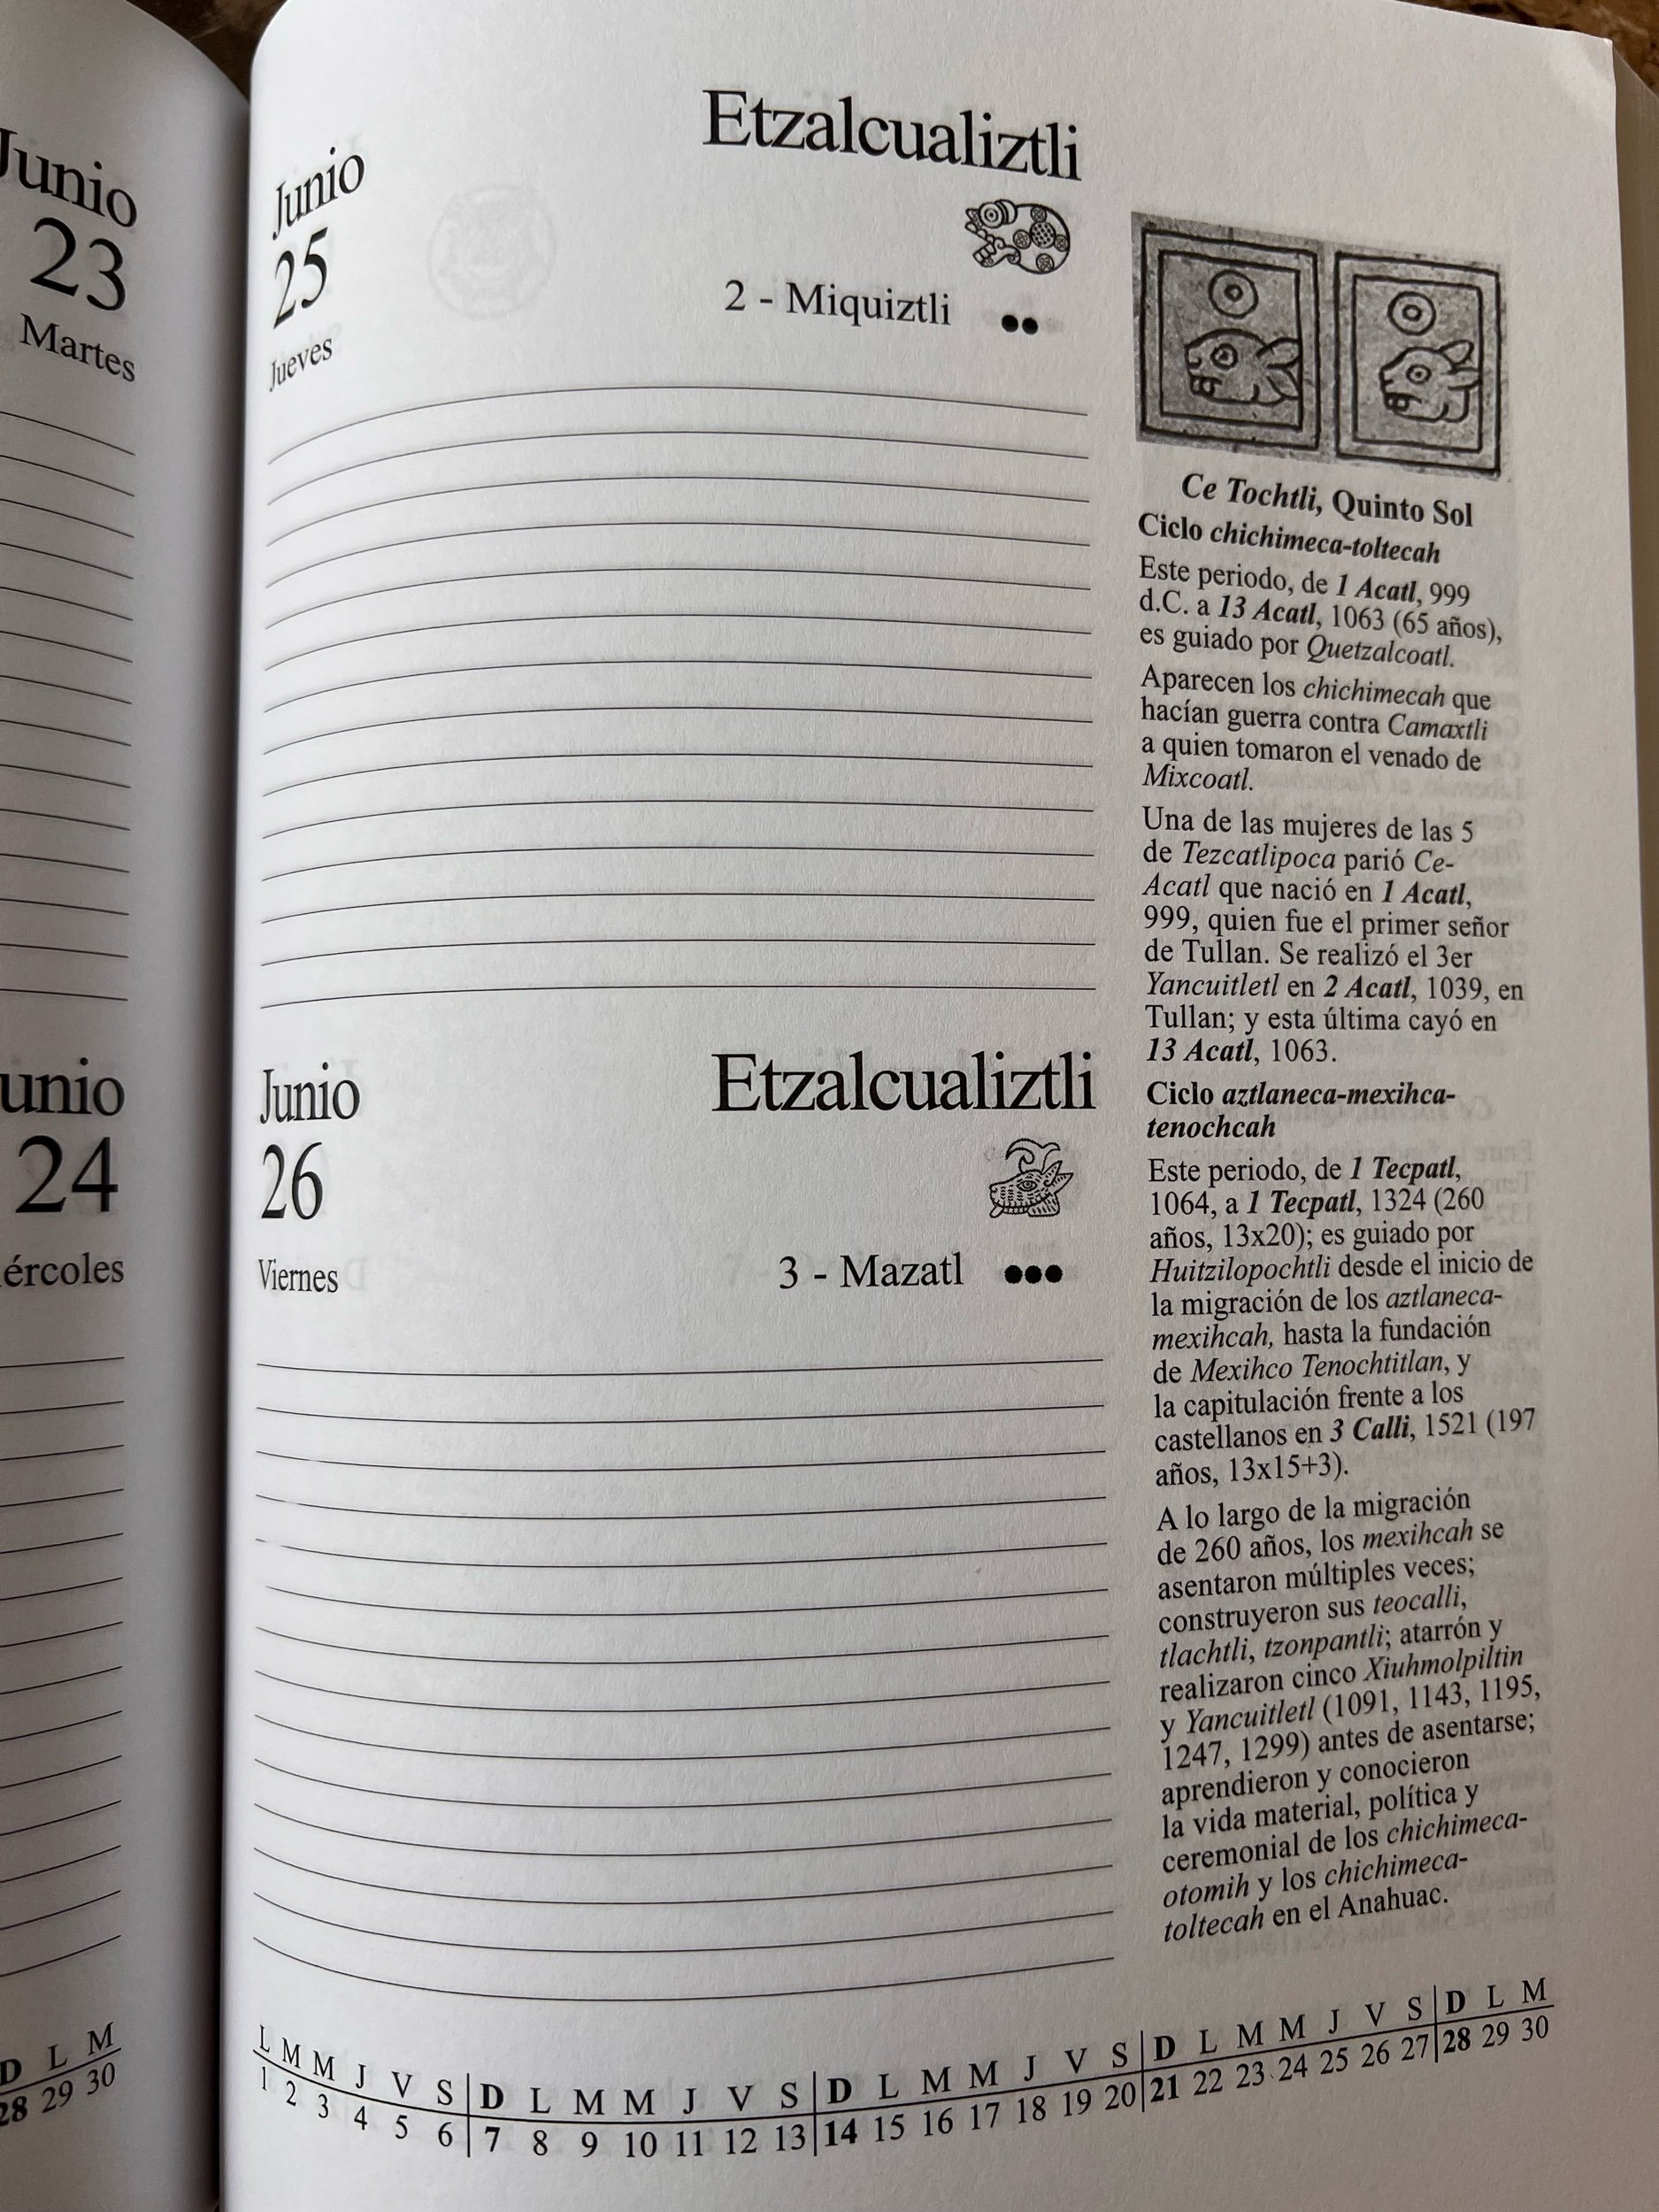 Junio
23
Martes
unio
24
ércoles
D L M
28 29 30
Etzalcualiztli
Junio
25
Jueves
2 - Miquiztli
Etzalcualiztli
Junio
26
Viernes
3 - Mazatl
Ce Tochtli, Quinto Sol
Ciclo chichimeca-toltecah
Este periodo, de 1 Acatl, 999
d.C. a 13 Acatl, 1063 (65 años),
es guiado por Quetzalcoatl.
Aparecen los chichimecah que
hacían guerra contra Camaxtli
a quien tomaron el venado de
Mixcoatl.
Una de las mujeres de las 5
de Tezcatlipoca parió Ce-
Acatl que nació en 1 Acatl,
999, quien fue el primer señor
de Tullan. Se realizó el 3er
Yancuitletl en 2 Acatl, 1039, en
Tullan; y esta última cayó en
13 Acatl, 1063.
Ciclo aztlaneca-mexihca-
tenochcah
Este periodo, de 1 Tecpatl,
1064, a 1 Tecpatl, 1324 (260
años, 13x20); es guiado por
Huitzilopochtli desde el inicio de
la migración de los aztlaneca-
mexihcah, hasta la fundación
de Mexihco Tenochtitlan, y
la capitulación frente a los
castellanos en 3 Calli, 1521 (197
años, 13x15+3).
A lo largo de la migración
de 260 años, los mexihcah se
asentaron múltiples veces;
construyeron sus teocalli,
tlachtli, tzonpantli; atarrón y
realizaron cinco Xiuhmolpiltin
y Yancuitletl (1091, 1143, 1195,
1247, 1299) antes de asentarse;
aprendieron y conocieron
la vida material, política y
ceremonial de los chichimeca-
otomih y los chichimeca-
toltecah en el Anahuac.
L M M J V S D L M M J V S D L M M J V S D L M M J V S D L M
1 2 3 4 5 6 7 8 9 10 11 12 13 14 15 16 17 18 19 20 21 22 23 24 25 26 27 28 29 30